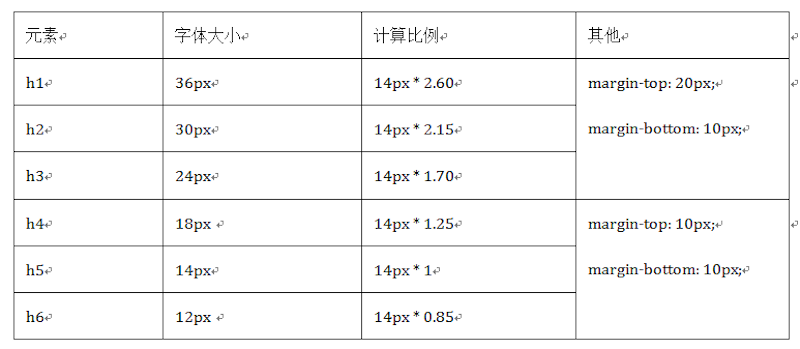 元素 字体大小 计算比例 其他
h1 36px 14px * 2.60 margin-top: 20px;
h2 30px 14px * 2.15 margin-bottom: 10px;
h3 24px 14px * 1.70
h4 18px 14px * 1.25 margin-top: 10px;
h5 14px 14px * 1 margin-bottom: 10px;
h6 12px 14px * 0.85